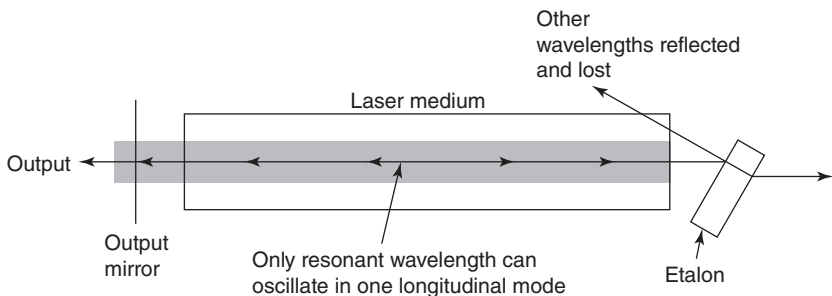 Other
wavelengths reflected
and lost
Laser medium
Output
Output
mirror
Only resonant wavelength can
oscillate in one longitudinal mode
Etalon